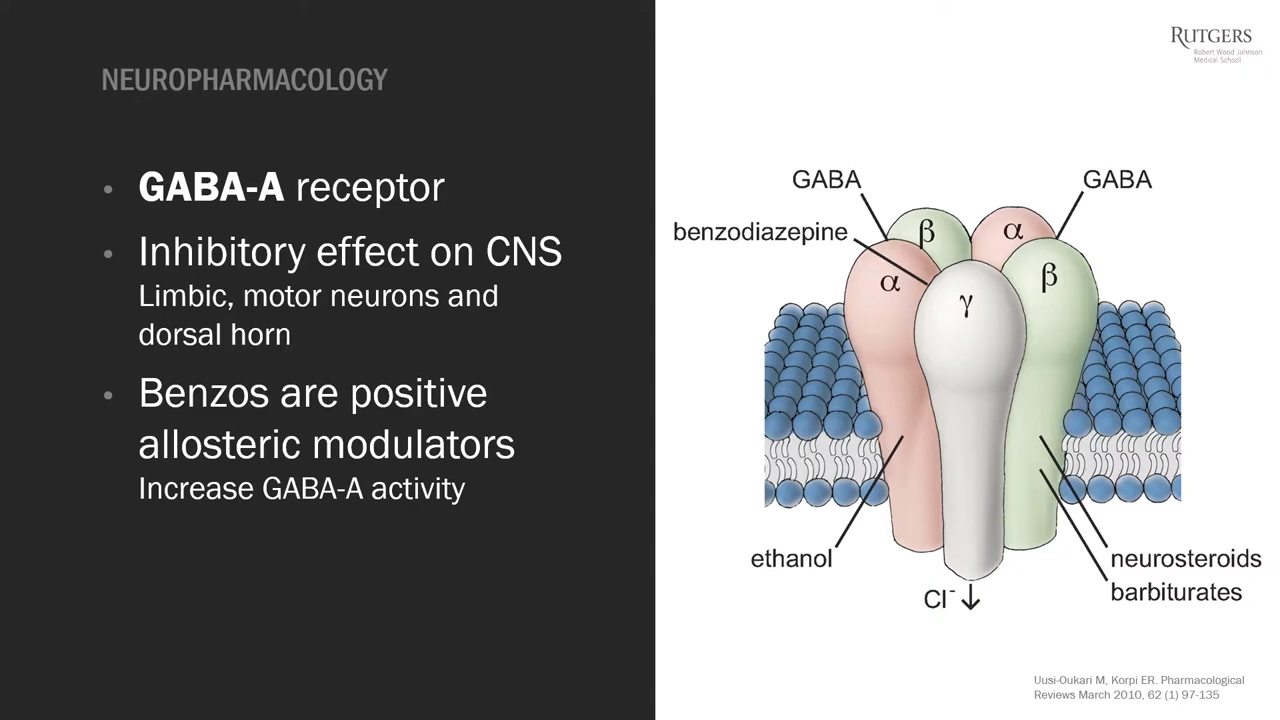 RUTGERS
Robert Wood Johnson
Medical School
NEUROPHARMACOLOGY
• GABA-A receptor
• Inhibitory effect on CNS
Limbic, motor neurons and
dorsal horn
• Benzos are positive
allosteric modulators
Increase GABA-A activity
GABA
GABA
benzodiazepine
β
α
α
β
γ
ethanol
neurosteroids
barbiturates
Cl⁻ ↓
Uusi-Oukari M, Korpi ER. Pharmacological
Reviews March 2010, 62 (1) 97-135